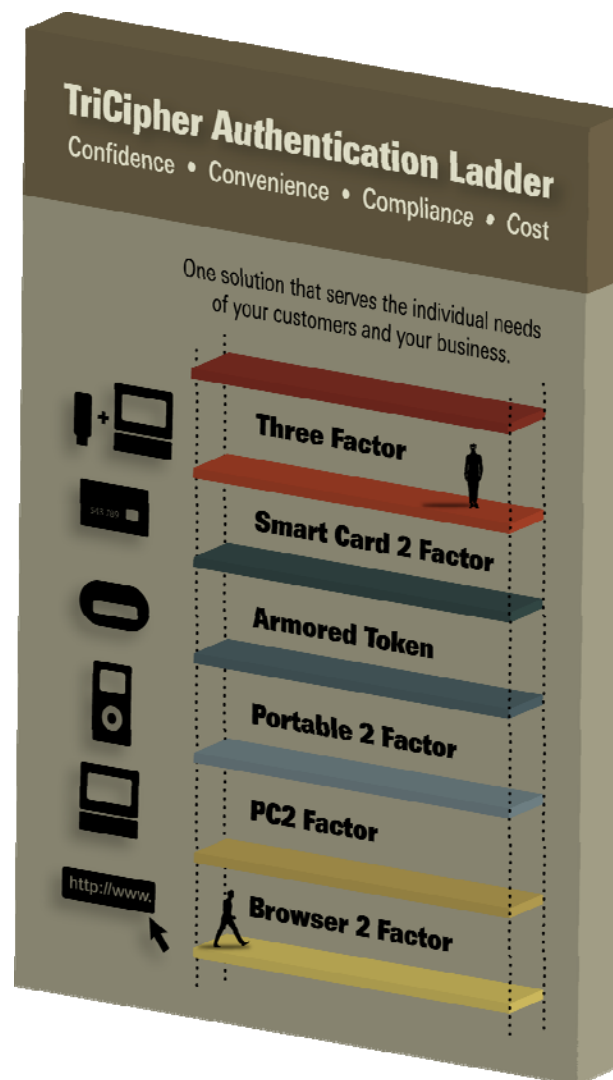 TriCipher Authentication Ladder
Confidence • Convenience • Compliance • Cost
One solution that serves the individual needs
of your customers and your business.
+
Three Factor
Smart Card 2 Factor
Armored Token
Portable 2 Factor
PC2 Factor
http://www.
Browser 2 Factor